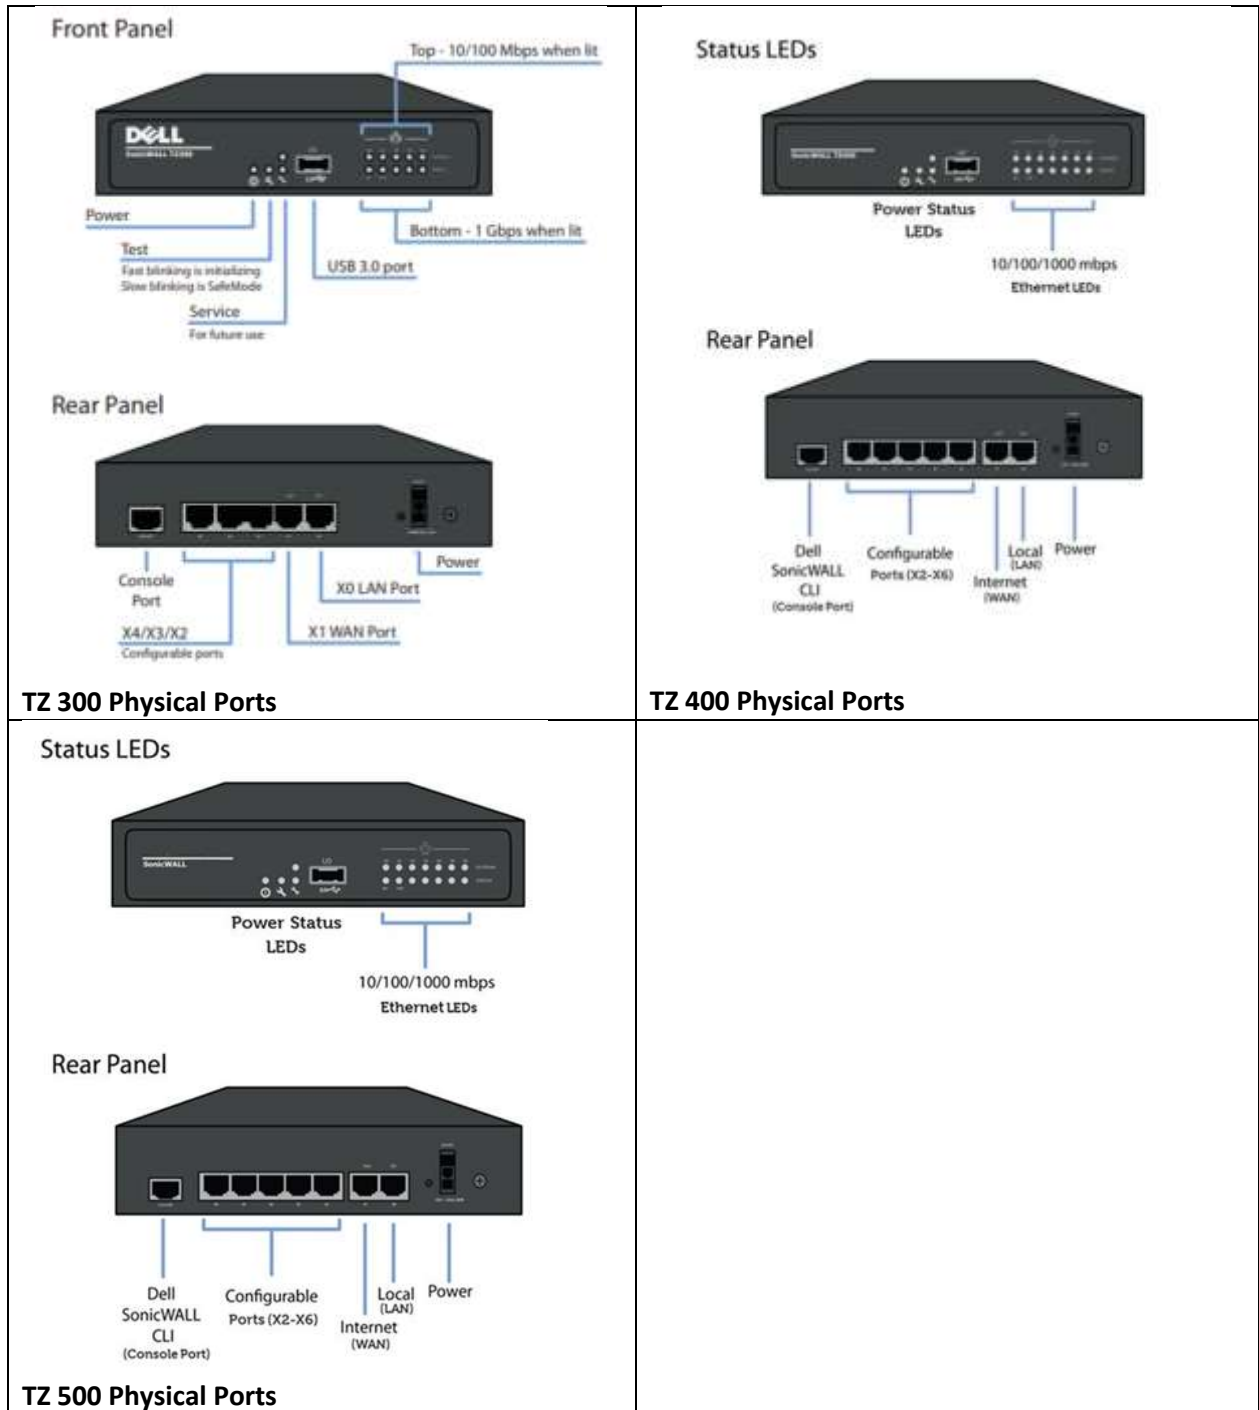 Front Panel
Top - 10/100 Mbps when lit
DELL
SonicWALL TZ300
Power
Test
Fast blinking is initializing
Slow blinking is SafeMode
Service
For future use
USB 3.0 port
Bottom - 1 Gbps when lit
Rear Panel
Console
Port
X4/X3/X2
Configurable ports
X1 WAN Port
X0 LAN Port
Power
TZ 300 Physical Ports
Status LEDs
Power Status
LEDs
10/100/1000 mbps
Ethernet LEDs
Rear Panel
Dell
SonicWALL
CLI
(Console Port)
Configurable
Ports (X2-X6)
Internet
(WAN)
Local
(LAN)
Power
TZ 400 Physical Ports
Status LEDs
SonicWALL
Power Status
LEDs
10/100/1000 mbps
Ethernet LEDs
Rear Panel
Dell
SonicWALL
CLI
(Console Port)
Configurable
Ports (X2-X6)
Internet
(WAN)
Local
(LAN)
Power
TZ 500 Physical Ports